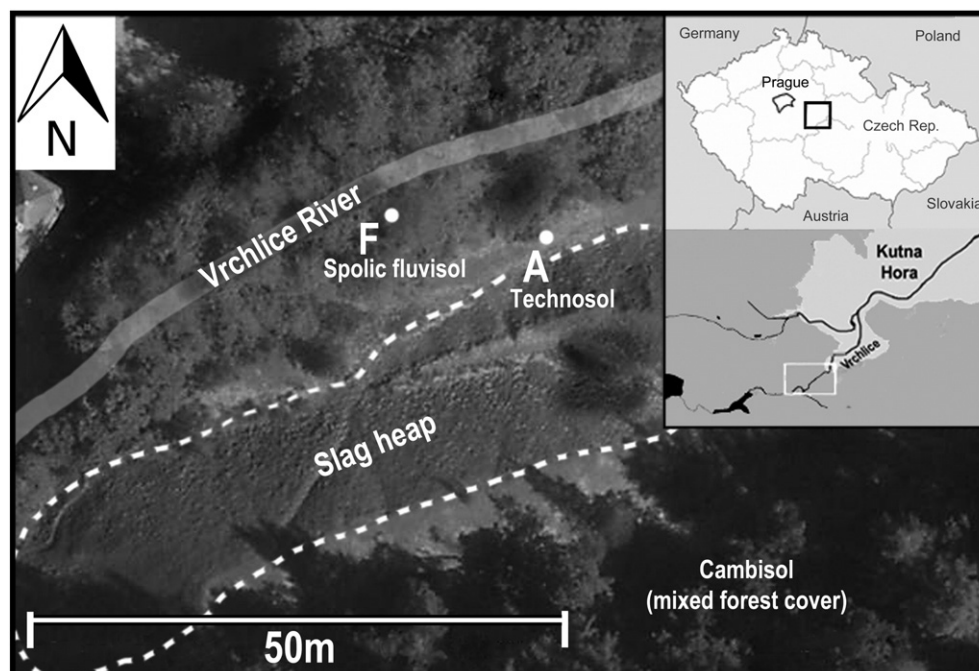 N
Vrchlice River
F
Spolic fluvisol
A
Technosol
Slag heap
Cambisol
(mixed forest cover)
50m
Germany
Poland
Prague
Czech Rep.
Austria
Slovakia
Kutna
Hora
Vrchlice